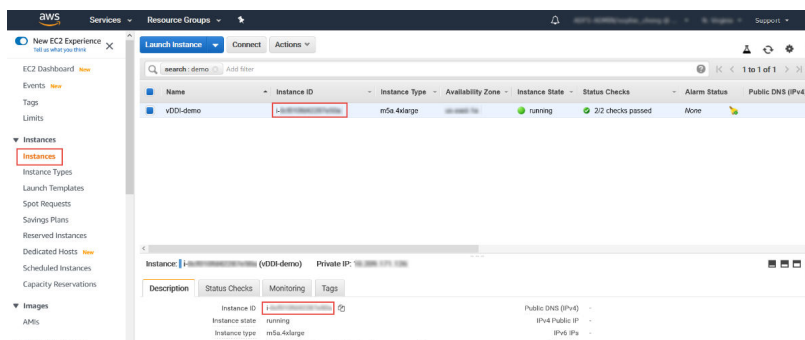 aws Services Resource Groups Support
New EC2 Experience
Tell us what you think
Launch Instance Connect Actions
EC2 Dashboard New
search : demo Add filter 1 to 1 of 1
Events New
Name Instance ID Instance Type Availability Zone Instance State Status Checks Alarm Status Public DNS (IPv4
Tags
vDDI-demo i- m5a.4xlarge running 2/2 checks passed None
Limits
Instances
Instances
Instance Types
Launch Templates
Spot Requests
Savings Plans
Reserved Instances
Dedicated Hosts New
Scheduled Instances
Capacity Reservations
Images
AMIs
Instance: i- (vDDI-demo) Private IP:
Description Status Checks Monitoring Tags
Instance ID i- Public DNS (IPv4) -
Instance state running IPv4 Public IP -
Instance type m5a.4xlarge IPv6 IPs -